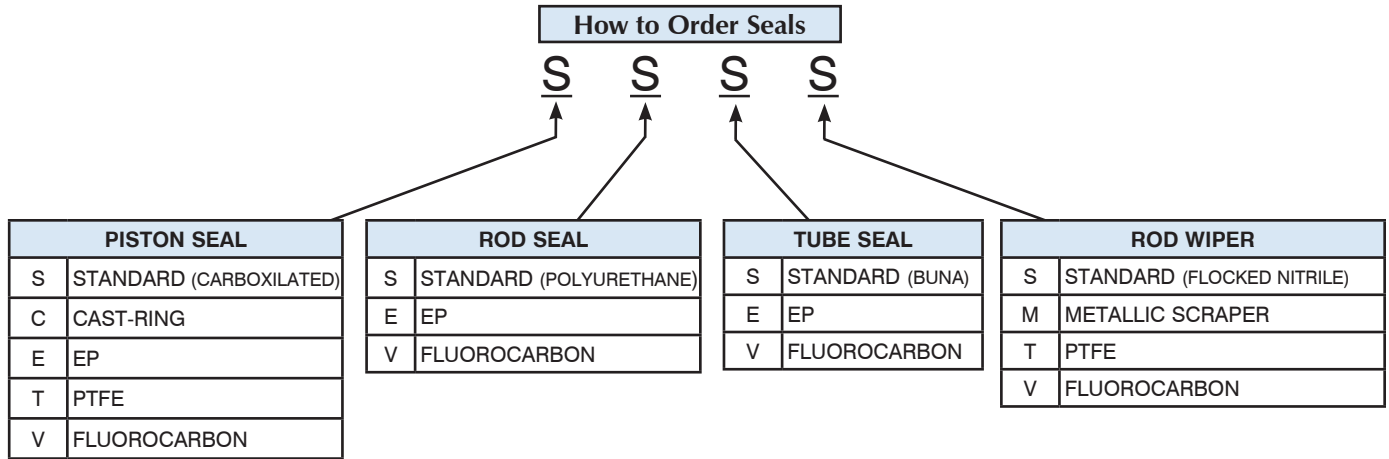 How to Order Seals
S S S S
PISTON SEAL
S STANDARD (CARBOXILATED)
C CAST-RING
E EP
T PTFE
V FLUOROCARBON
ROD SEAL
S STANDARD (POLYURETHANE)
E EP
V FLUOROCARBON
TUBE SEAL
S STANDARD (BUNA)
E EP
V FLUOROCARBON
ROD WIPER
S STANDARD (FLOCKED NITRILE)
M METALLIC SCRAPER
T PTFE
V FLUOROCARBON